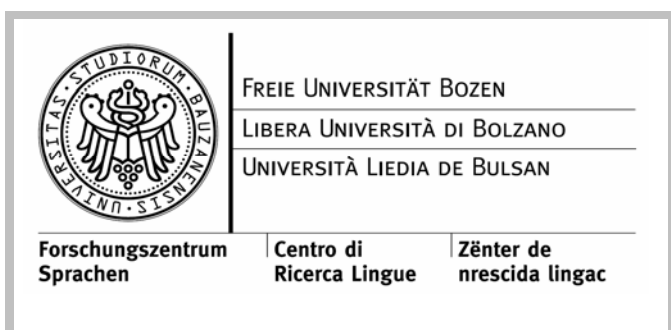 STUDIORUM · BAUZANENSIS · UNIVERSITAS ·
FREIE UNIVERSITÄT BOZEN
LIBERA UNIVERSITÀ DI BOLZANO
UNIVERSITÀ LIEDIA DE BULSAN
Forschungszentrum Sprachen
Centro di Ricerca Lingue
Zënter de nrescida lingac